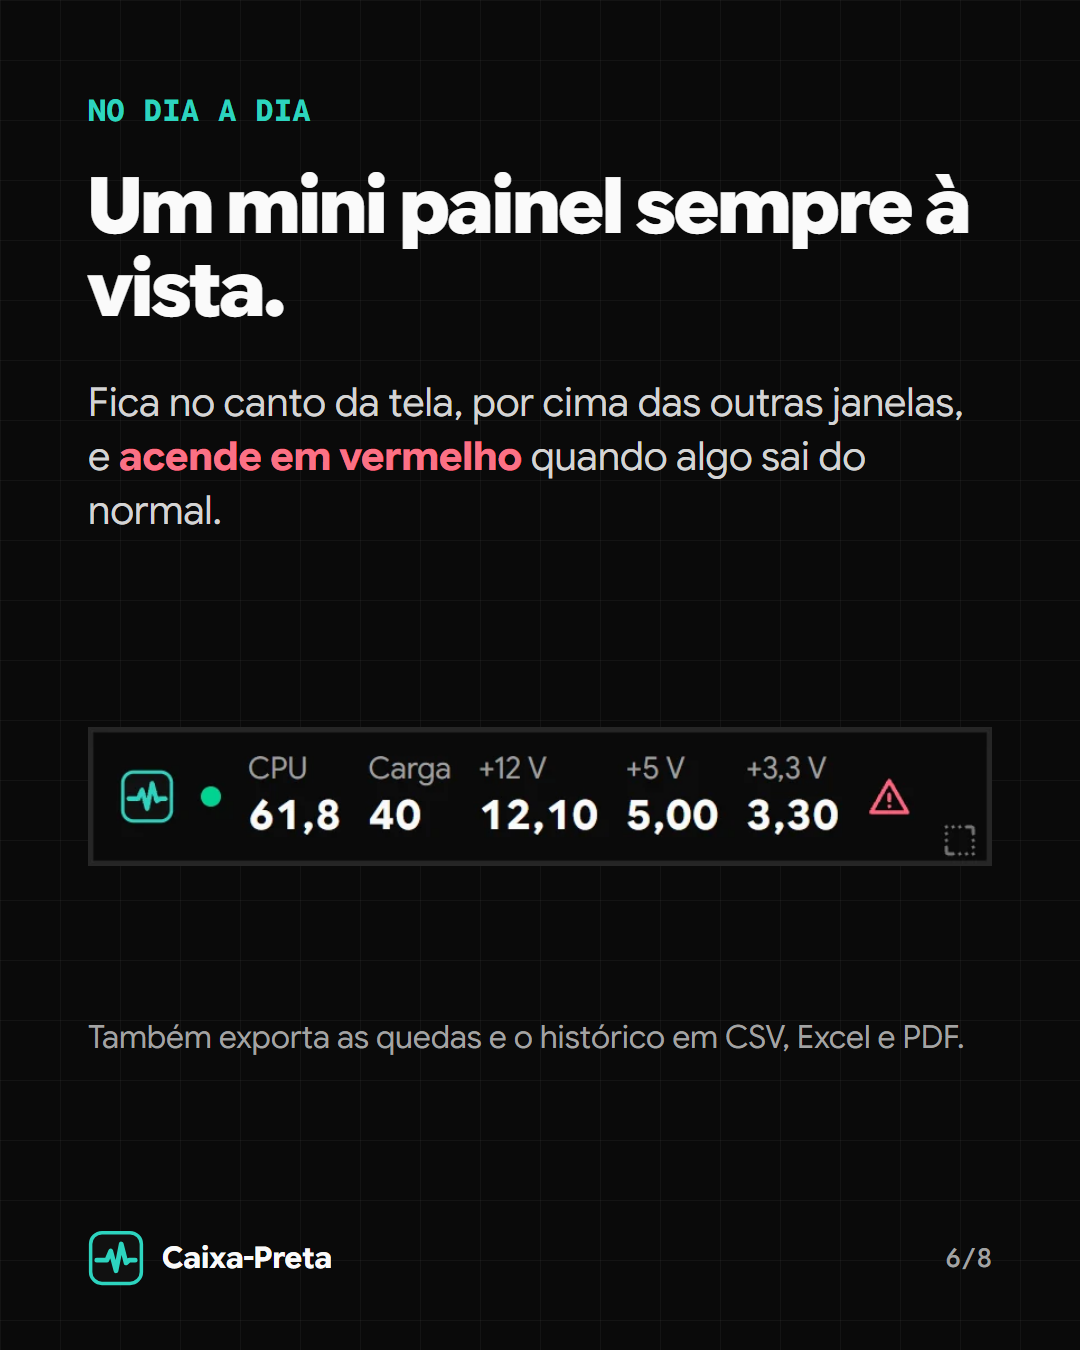 NO DIA A DIA
Um mini painel sempre à
vista.
Fica no canto da tela, por cima das outras janelas,
e acende em vermelho quando algo sai do
normal.
CPU Carga +12 V +5 V +3,3 V
61,8 40 12,10 5,00 3,30
Também exporta as quedas e o histórico em CSV, Excel e PDF.
Caixa-Preta 6/8